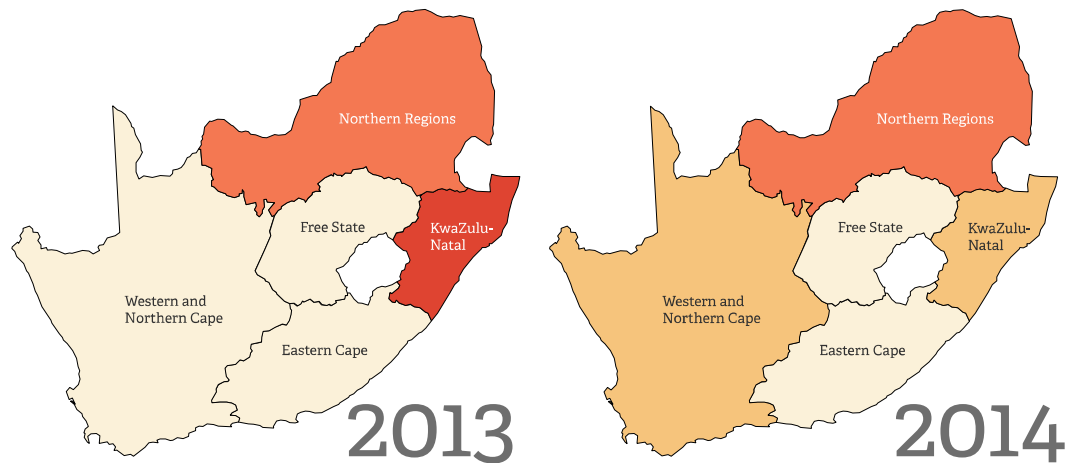 Northern Regions
Free State
KwaZulu-
Natal
Western and
Northern Cape
Eastern Cape
2013
Northern Regions
Free State
KwaZulu-
Natal
Western and
Northern Cape
Eastern Cape
2014